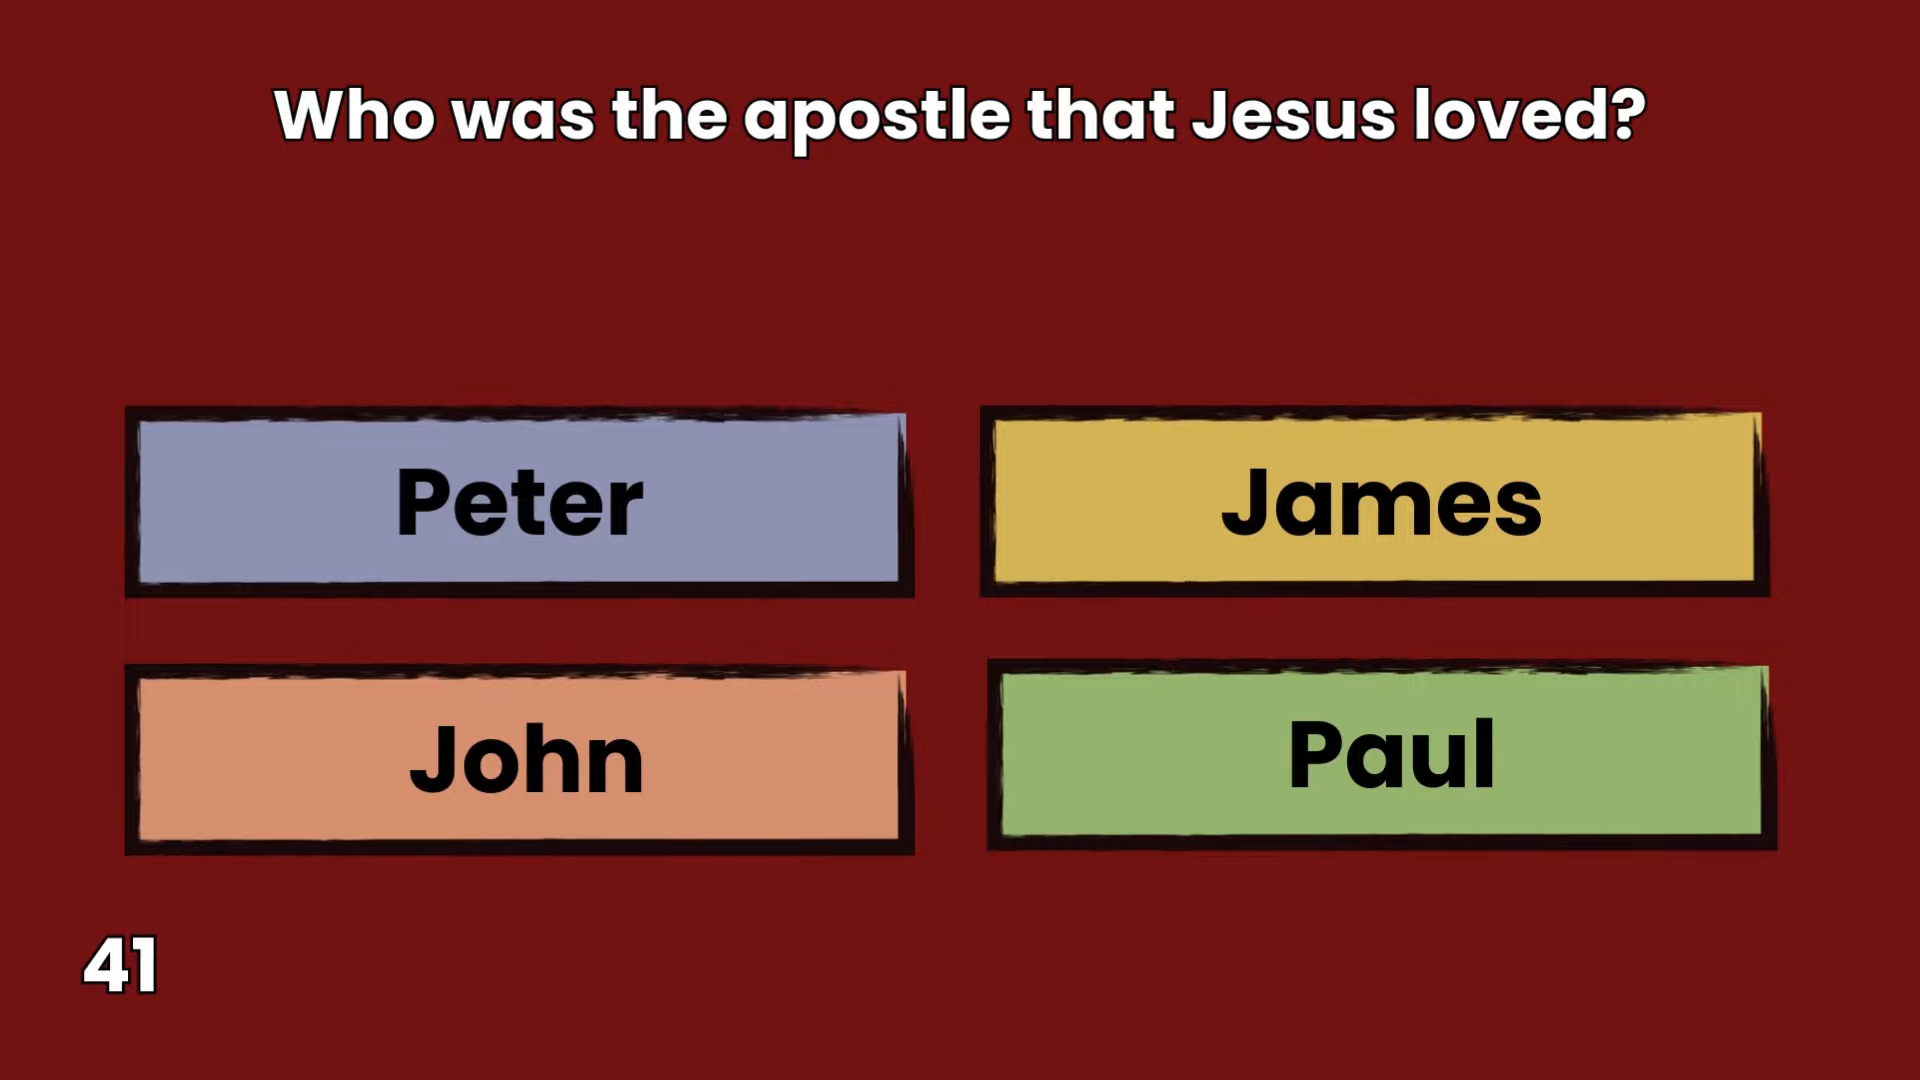 Who was the apostle that Jesus loved?
Peter
James
John
Paul
41